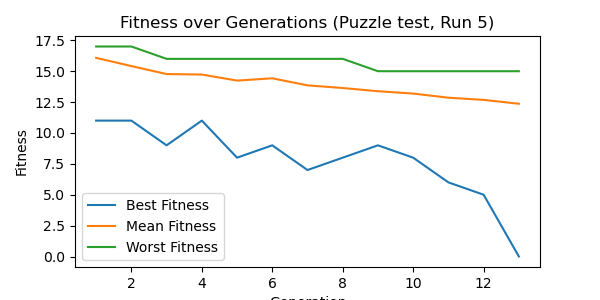 Fitness over Generations (Puzzle test, Run 5)
17.5
15.0
12.5
10.0
7.5
5.0
2.5
0.0
Fitness
Best Fitness
Mean Fitness
Worst Fitness
2 4 6 8 10 12
Generation